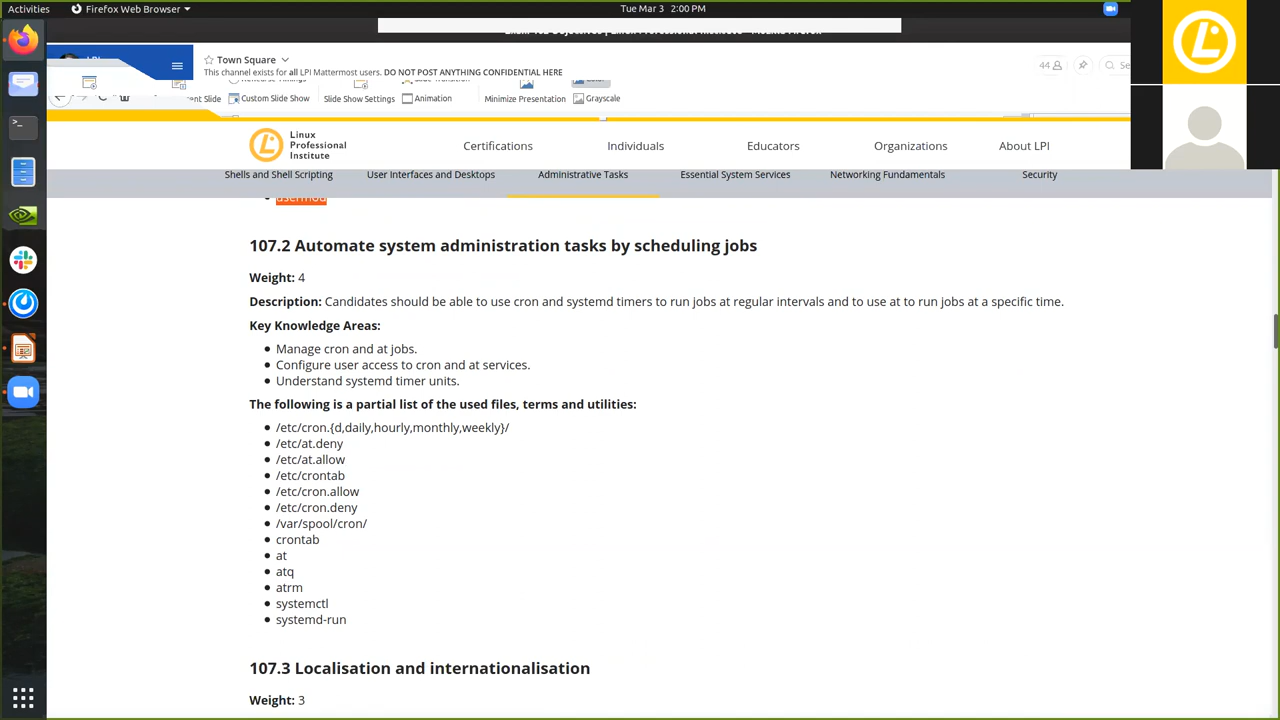 Activities
Firefox Web Browser
Tue Mar 3 2:00 PM
Town Square
This channel exists for all LPI Mattermost users. DO NOT POST ANYTHING CONFIDENTIAL HERE
44
Custom Slide Show
Slide Show Settings
Animation
Minimize Presentation
Grayscale
Linux
Professional
Institute
Certifications
Individuals
Educators
Organizations
About LPI
Shells and Shell Scripting
User Interfaces and Desktops
Administrative Tasks
Essential System Services
Networking Fundamentals
Security
usermod
107.2 Automate system administration tasks by scheduling jobs
Weight: 4
Description: Candidates should be able to use cron and systemd timers to run jobs at regular intervals and to use at to run jobs at a specific time.
Key Knowledge Areas:
Manage cron and at jobs.
Configure user access to cron and at services.
Understand systemd timer units.
The following is a partial list of the used files, terms and utilities:
/etc/cron.{d,daily,hourly,monthly,weekly}/
/etc/at.deny
/etc/at.allow
/etc/crontab
/etc/cron.allow
/etc/cron.deny
/var/spool/cron/
crontab
at
atq
atrm
systemctl
systemd-run
107.3 Localisation and internationalisation
Weight: 3